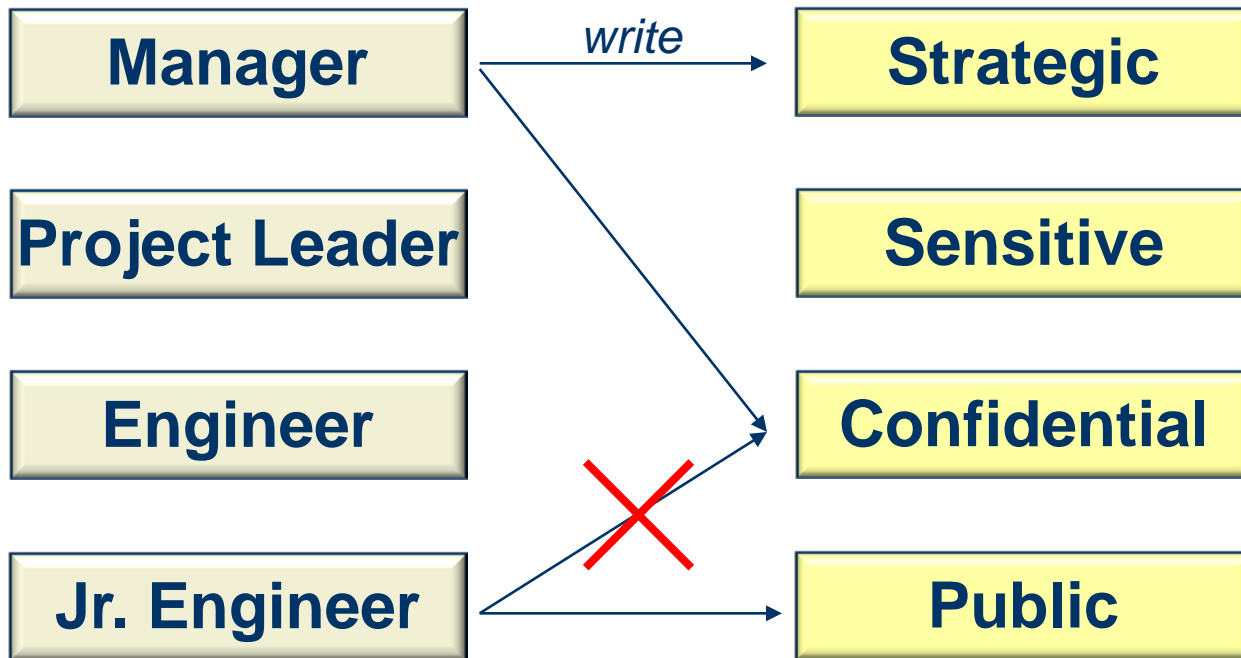 Manager
write
Strategic
Project Leader
Sensitive
Engineer
Confidential
Jr. Engineer
Public